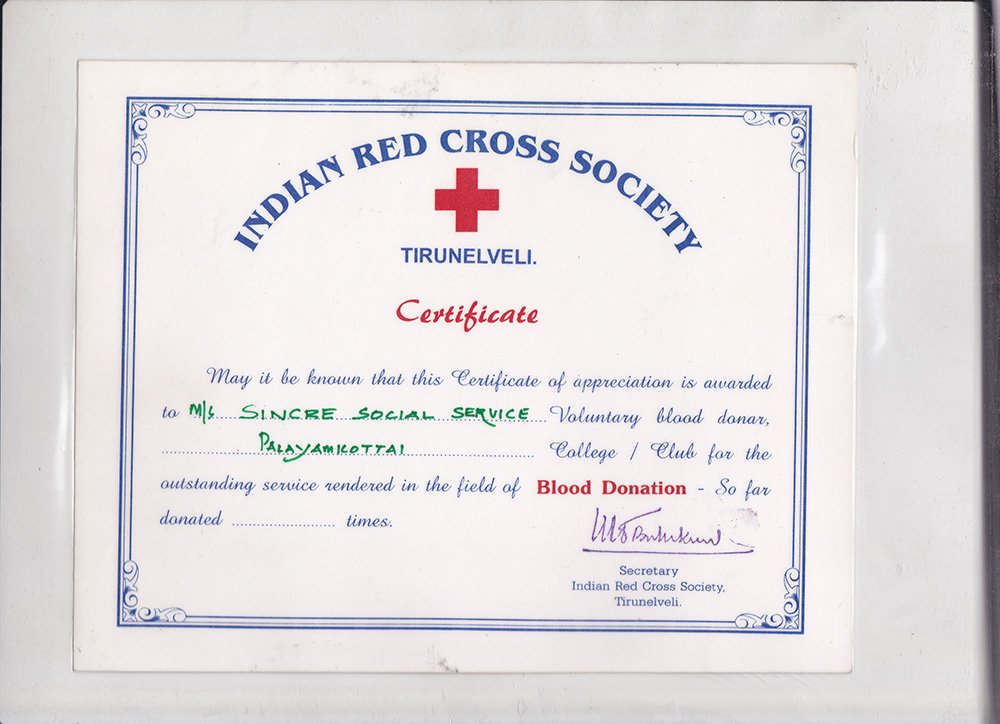 INDIAN RED CROSS SOCIETY
TIRUNELVELI.
Certificate
May it be known that this Certificate of appreciation is awarded
to M/s SINCRE SOCIAL SERVICE Voluntary blood donar,
PALAYAMKOTTAI College / Club for the
outstanding service rendered in the field of Blood Donation - So far
donated .................... times.
Secretary
Indian Red Cross Society,
Tirunelveli.